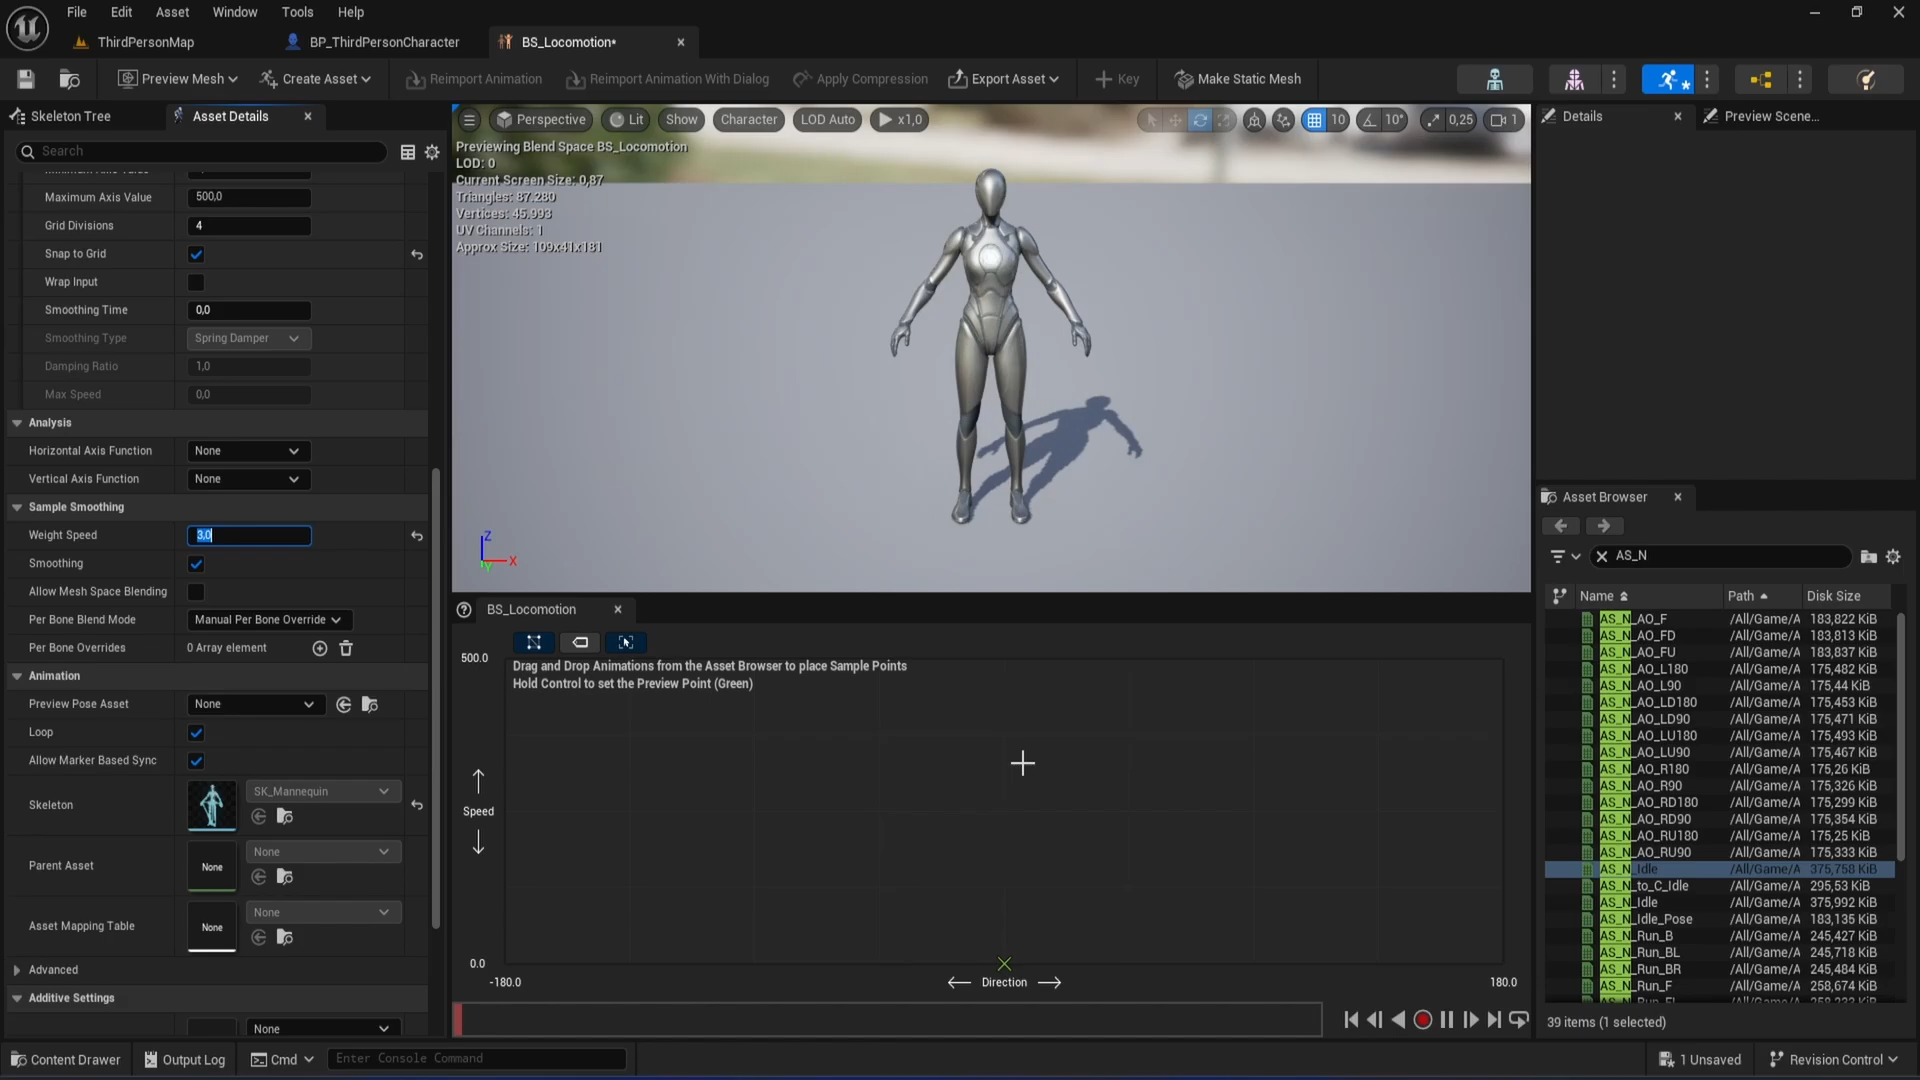 File Edit Asset Window Tools Help
ThirdPersonMap BP_ThirdPersonCharacter BS_Locomotion*
Preview Mesh Create Asset Reimport Animation Reimport Animation With Dialog Apply Compression Export Asset Key Make Static Mesh
Skeleton Tree Asset Details
Search
Maximum Axis Value 500,0
Grid Divisions 4
Snap to Grid
Wrap Input
Smoothing Time 0,0
Smoothing Type Spring Damper
Damping Ratio 1,0
Max Speed 0,0
Analysis
Horizontal Axis Function None
Vertical Axis Function None
Sample Smoothing
Weight Speed 3,0
Smoothing
Allow Mesh Space Blending
Per Bone Blend Mode Manual Per Bone Override
Per Bone Overrides 0 Array element
Animation
Preview Pose Asset None
Loop
Allow Marker Based Sync
Skeleton SK_Mannequin
Parent Asset None None
Asset Mapping Table None None
Advanced
Additive Settings
None
Perspective Lit Show Character LOD Auto x1,0 10 10° 0,25 1
Previewing Blend Space BS_Locomotion
LOD: 0
Current Screen Size: 0,87
Triangles: 87.280
Vertices: 45.993
UV Channels: 1
Approx Size: 109x41x181
Z
X
Y
BS_Locomotion
500.0
Drag and Drop Animations from the Asset Browser to place Sample Points
Hold Control to set the Preview Point (Green)
Speed
0.0
-180.0 Direction 180.0
Details Preview Scene...
Asset Browser
AS_N
Name Path Disk Size
AS_N_AO_F /All/Game/A 183,822 KiB
AS_N_AO_FD /All/Game/A 183,813 KiB
AS_N_AO_FU /All/Game/A 183,837 KiB
AS_N_AO_L180 /All/Game/A 175,482 KiB
AS_N_AO_L90 /All/Game/A 175,44 KiB
AS_N_AO_LD180 /All/Game/A 175,453 KiB
AS_N_AO_LD90 /All/Game/A 175,471 KiB
AS_N_AO_LU180 /All/Game/A 175,493 KiB
AS_N_AO_LU90 /All/Game/A 175,467 KiB
AS_N_AO_R180 /All/Game/A 175,26 KiB
AS_N_AO_R90 /All/Game/A 175,326 KiB
AS_N_AO_RD180 /All/Game/A 175,299 KiB
AS_N_AO_RD90 /All/Game/A 175,354 KiB
AS_N_AO_RU180 /All/Game/A 175,25 KiB
AS_N_AO_RU90 /All/Game/A 175,333 KiB
AS_N_Idle /All/Game/A 375,758 KiB
AS_N_to_C_Idle /All/Game/A 295,53 KiB
AS_N_Idle /All/Game/A 375,992 KiB
AS_N_Idle_Pose /All/Game/A 183,135 KiB
AS_N_Run_B /All/Game/A 245,427 KiB
AS_N_Run_BL /All/Game/A 245,718 KiB
AS_N_Run_BR /All/Game/A 245,484 KiB
AS_N_Run_F /All/Game/A 258,674 KiB
39 items (1 selected)
Content Drawer Output Log Cmd Enter Console Command 1 Unsaved Revision Control